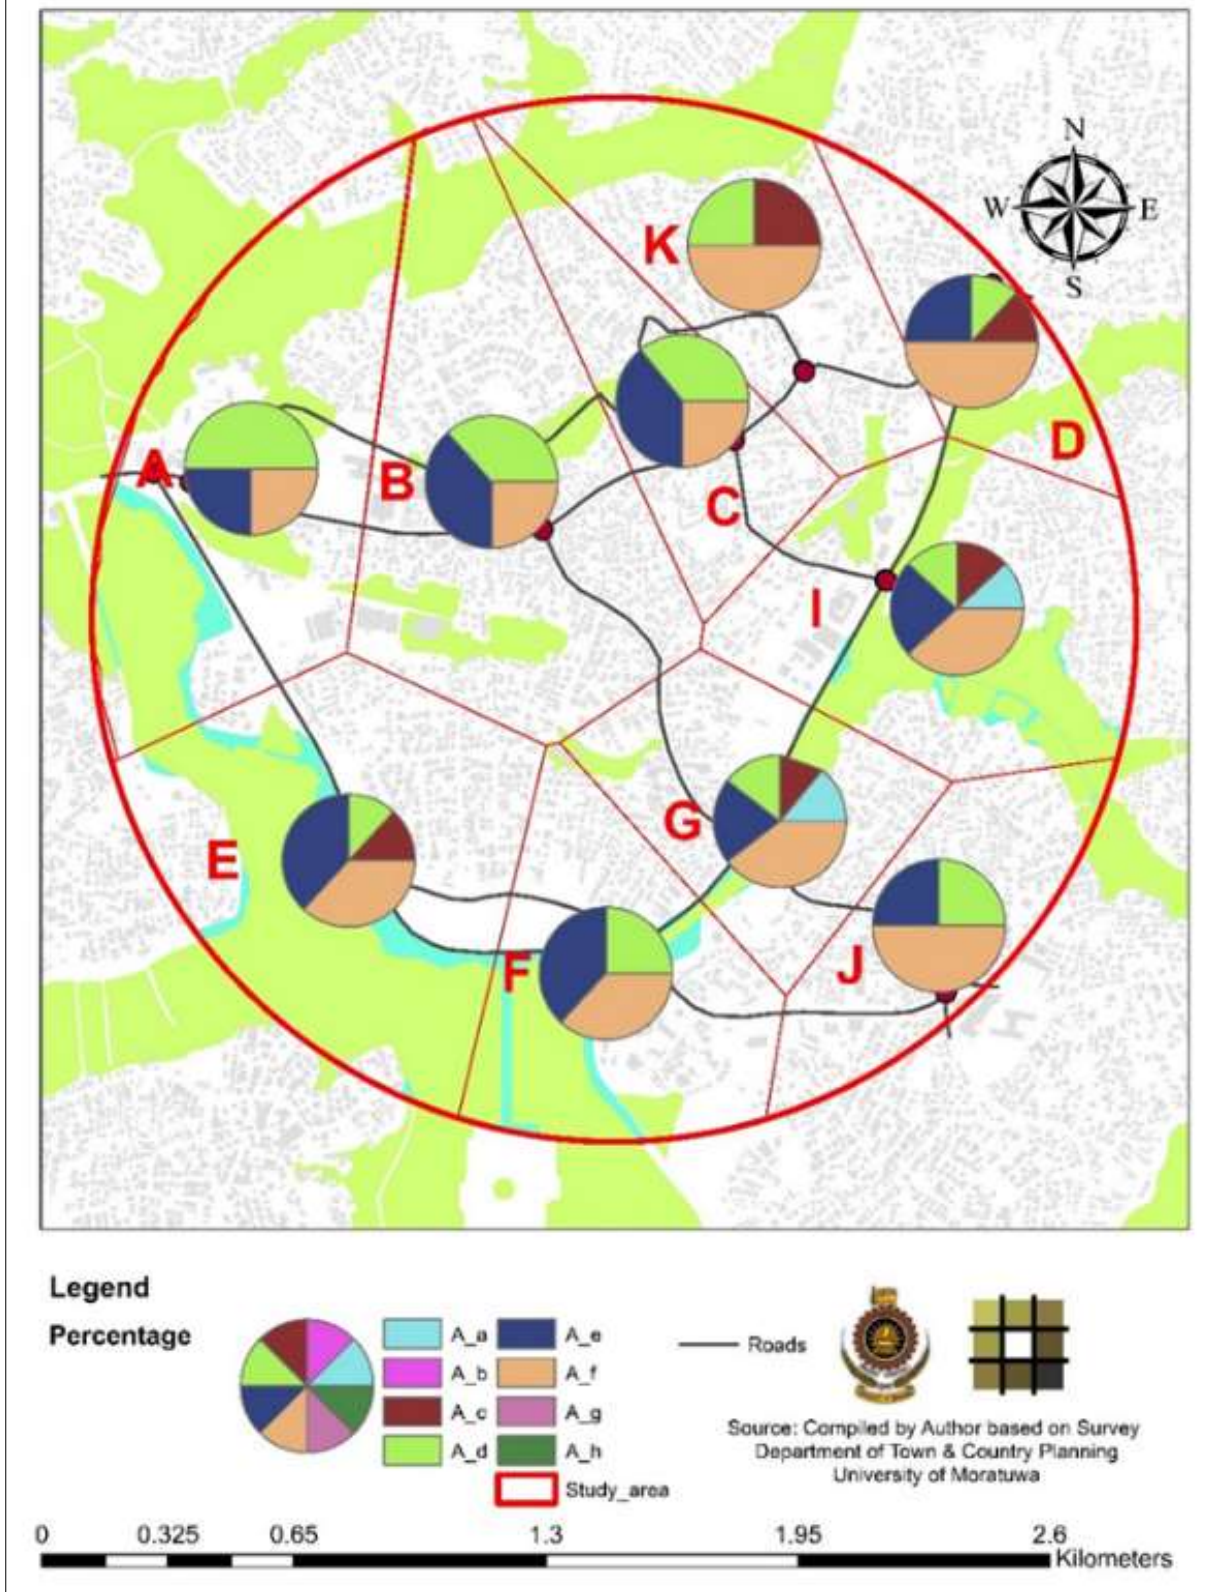 N
W E
S
K
D
A
B
C
I
G
E
F
J
Legend
Percentage
A_a A_e
A_b A_f
A_c A_g
A_d A_h
Study_area
Roads
Source: Compiled by Author based on Survey
Department of Town & Country Planning
University of Moratuwa
0 0.325 0.65 1.3 1.95 2.6
Kilometers